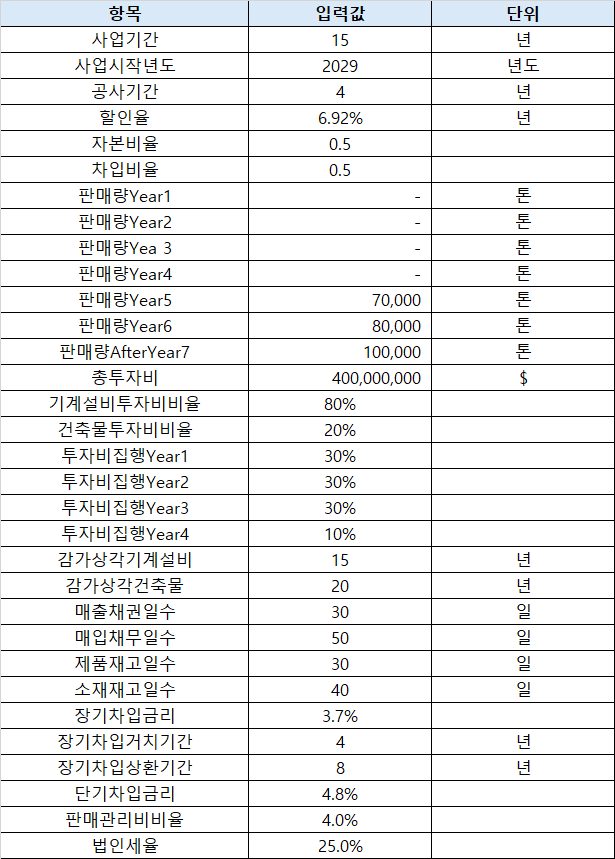 항목 입력값 단위
사업기간 15 년
사업시작년도 2029 년도
공사기간 4 년
할인율 6.92% 년
자본비율 0.5
차입비율 0.5
판매량Year1 - 톤
판매량Year2 - 톤
판매량Yea 3 - 톤
판매량Year4 - 톤
판매량Year5 70,000 톤
판매량Year6 80,000 톤
판매량AfterYear7 100,000 톤
총투자비 400,000,000 $
기계설비투자비비율 80%
건축물투자비비율 20%
투자비집행Year1 30%
투자비집행Year2 30%
투자비집행Year3 30%
투자비집행Year4 10%
감가상각기계설비 15 년
감가상각건축물 20 년
매출채권일수 30 일
매입채무일수 50 일
제품재고일수 30 일
소재재고일수 40 일
장기차입금리 3.7%
장기차입거치기간 4 년
장기차입상환기간 8 년
단기차입금리 4.8%
판매관리비비율 4.0%
법인세율 25.0%